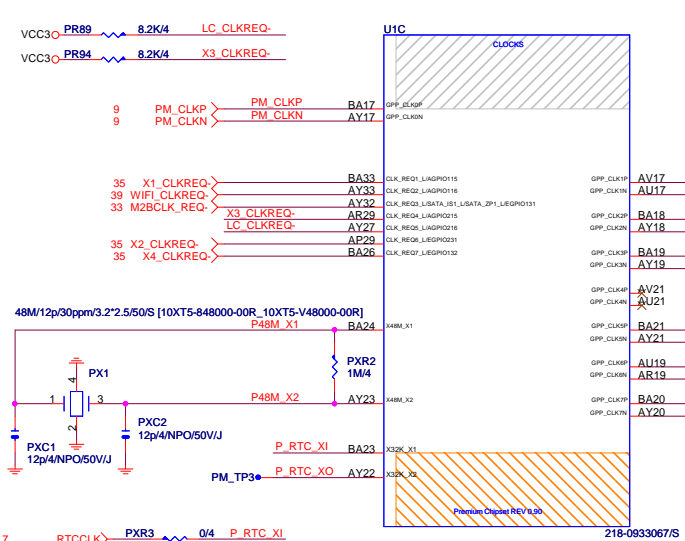 PR89 8.2K/4 LC_CLKREQ-
VCC3
PR94 8.2K/4 X3_CLKREQ-
VCC3
U1C
CLOCKS
9 PM_CLKP PM_CLKP BA17 GPP_CLK0P
9 PM_CLKN PM_CLKN AY17 GPP_CLK0N
35 X1_CLKREQ- BA33 CLK_REQ1_L/AGPIO115 GPP_CLK1P AV17
39 WIFI_CLKREQ- AY33 CLK_REQ2_L/AGPIO116 GPP_CLK1N AU17
33 M2BCLK_REQ- AY32 CLK_REQ3_L/SATA_IS1_L/SATA_ZP1_L/EGPIO131
X3_CLKREQ- AR29 CLK_REQ4_L/AGPIO215 GPP_CLK2P BA18
LC_CLKREQ- AY27 CLK_REQ5_L/AGPIO216 GPP_CLK2N AY18
35 X2_CLKREQ- AP29 CLK_REQ6_L/EGPIO231
35 X4_CLKREQ- BA26 CLK_REQ7_L/EGPIO132 GPP_CLK3P BA19
GPP_CLK3N AY19
GPP_CLK4P AV21
GPP_CLK4N AU21
48M/12p/30ppm/3.2*2.5/50/S [10XT5-848000-00R_10XT5-V48000-00R]
P48M_X1 BA24 X48M_X1 GPP_CLK5P BA21
GPP_CLK5N AY21
PXR2
1M/4
GPP_CLK6P AU19
GPP_CLK6N AR19
PX1
4
1 3
2
P48M_X2 AY23 X48M_X2 GPP_CLK7P BA20
GPP_CLK7N AY20
PXC2
12p/4/NPO/50V/J
PXC1
12p/4/NPO/50V/J
P_RTC_XI BA23 X32K_X1
PM_TP3 P_RTC_XO AY22 X32K_X2
Premium Chipset REV 0.90
218-0933067/S
7 RTCCLK PXR3 0/4 P_RTC_XI